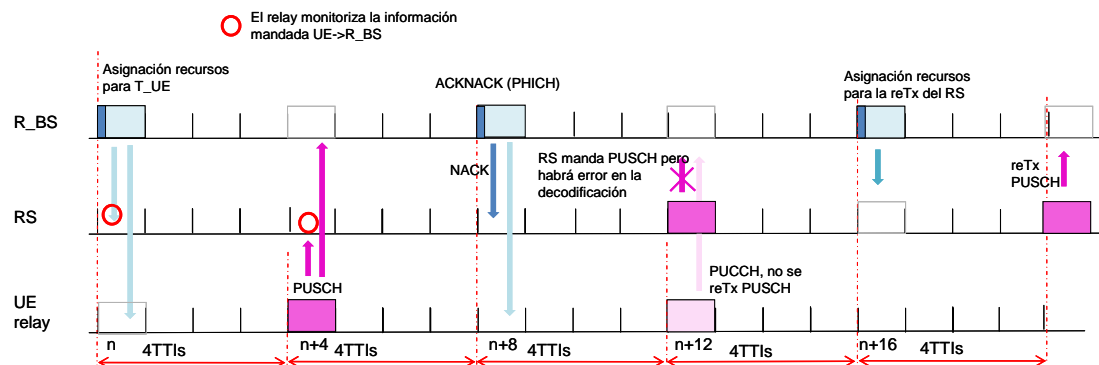 El relay monitoriza la información
mandada UE->R_BS
Asignación recursos
para T_UE
ACKNACK (PHICH)
Asignación recursos
para la reTx del RS
R_BS
NACK
RS manda PUSCH pero
habrá error en la
decodificación
reTx
PUSCH
RS
PUSCH
PUCCH, no se
reTx PUSCH
UE
relay
n
4TTIs
n+4
4TTIs
n+8
4TTIs
n+12
4TTIs
n+16
4TTIs